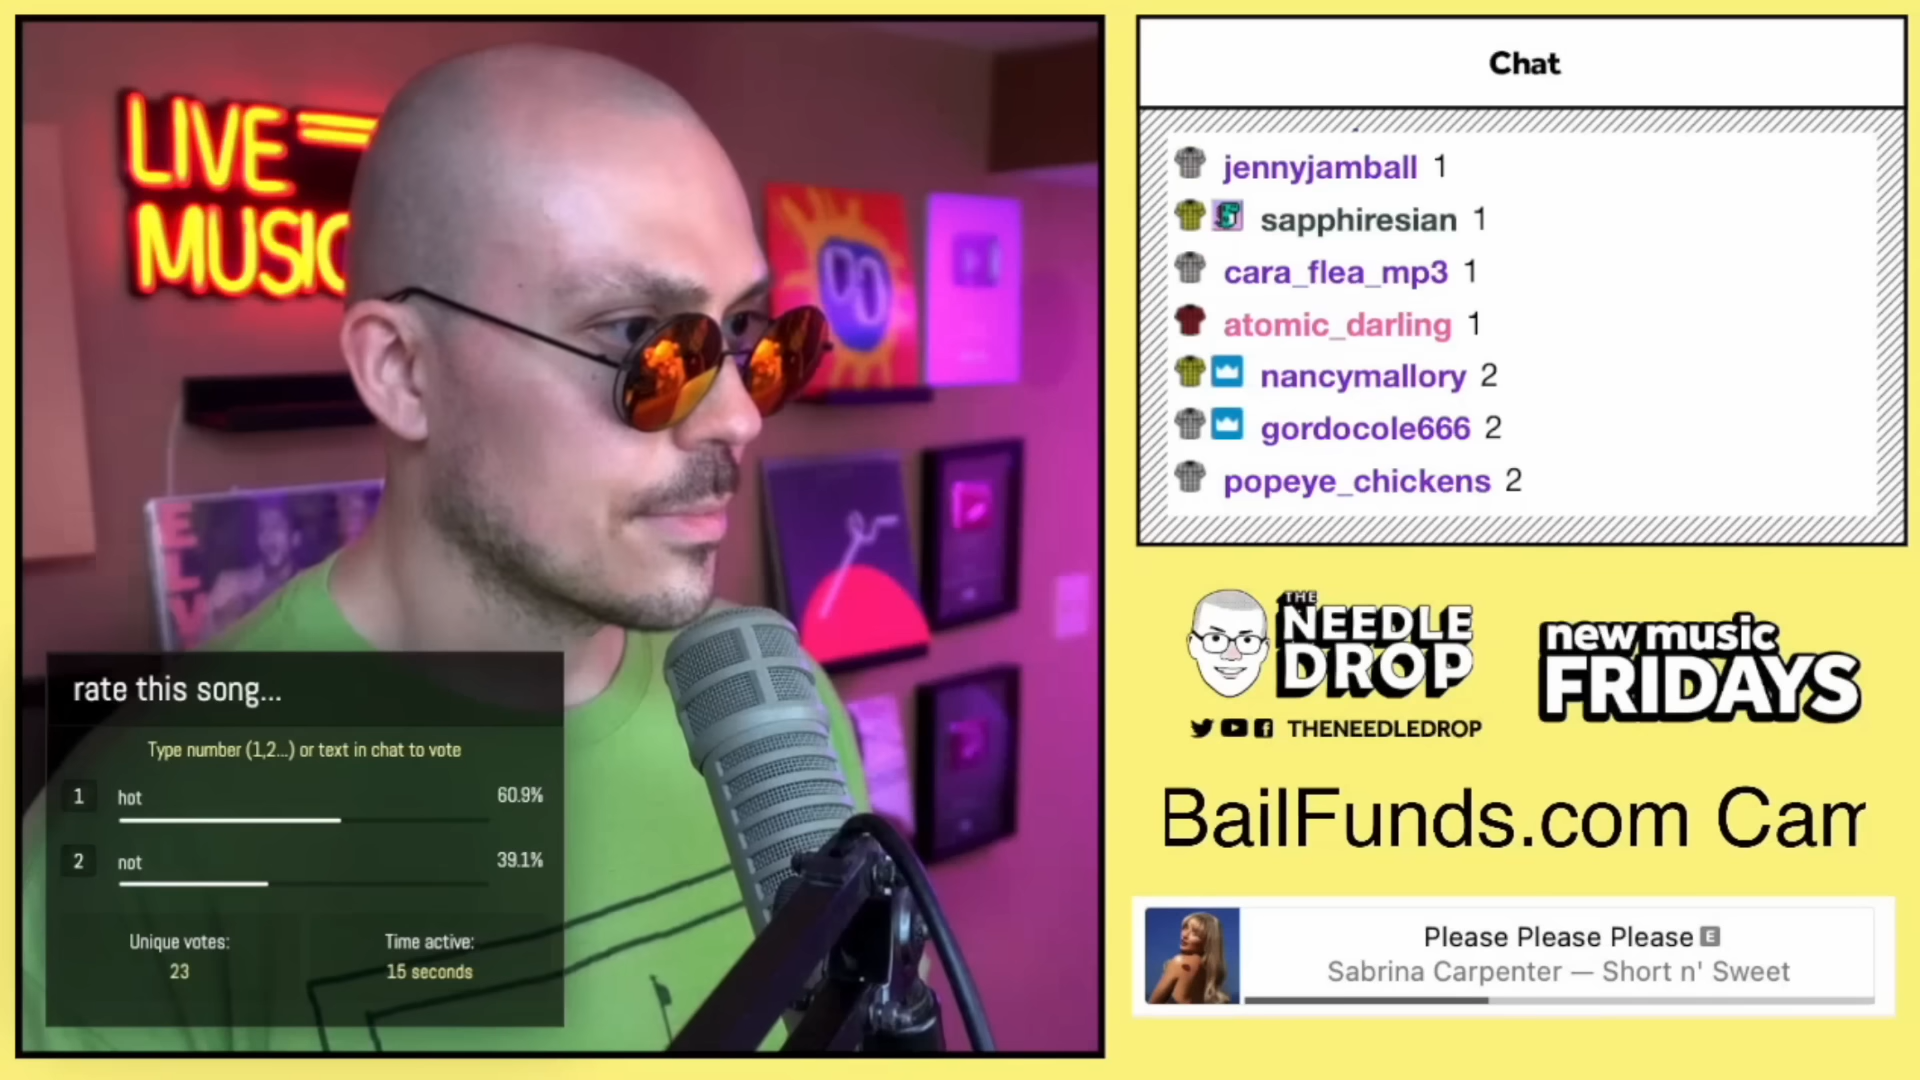 LIVE
MUSIC
ELV
rate this song...
Type number (1,2...) or text in chat to vote
1 hot 60.9%
2 not 39.1%
Unique votes: Time active:
23 15 seconds
Chat
jennyjamball 1
sapphiresian 1
cara_flea_mp3 1
atomic_darling 1
nancymallory 2
gordocole666 2
popeye_chickens 2
THE
NEEDLE
DROP
THENEEDLEDROP
new music
FRIDAYS
BailFunds.com Cam
Please Please Please E
Sabrina Carpenter — Short n' Sweet